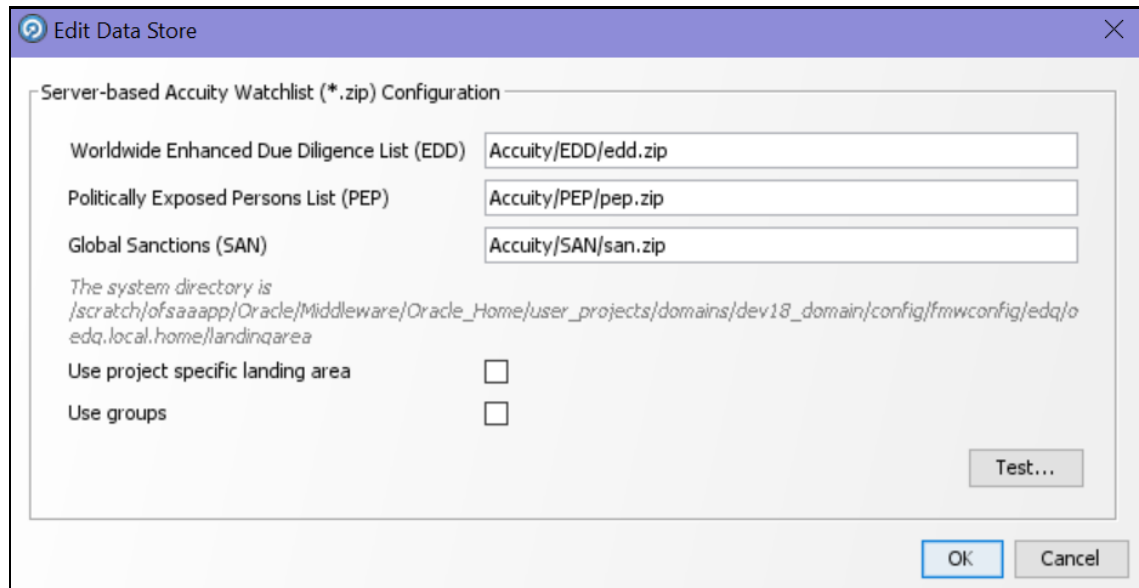 Edit Data Store
Server-based Accuity Watchlist (*.zip) Configuration
Worldwide Enhanced Due Diligence List (EDD) Accuity/EDD/edd.zip
Politically Exposed Persons List (PEP) Accuity/PEP/pep.zip
Global Sanctions (SAN) Accuity/SAN/san.zip
The system directory is
/scratch/ofsaaapp/Oracle/Middleware/Oracle_Home/user_projects/domains/dev18_domain/config/fmwconfig/edq/o
edq.local.home/landingarea
Use project specific landing area
Use groups
Test...
OK Cancel